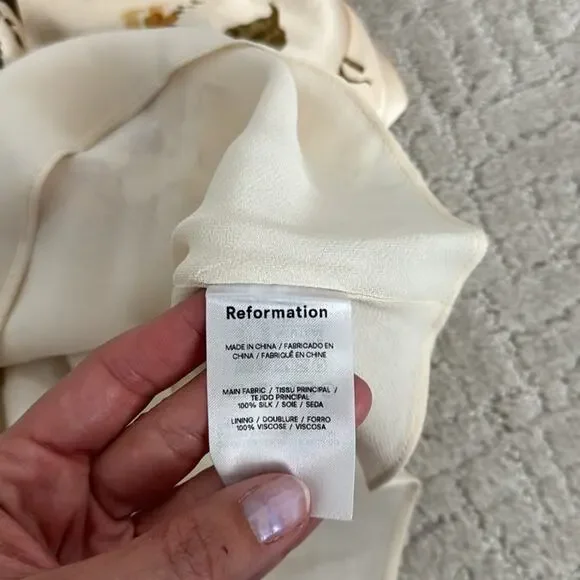 Reformation
MADE IN CHINA / FABRICADO EN
CHINA / FABRIQUÉ EN CHINE
MAIN FABRIC / TISSU PRINCIPAL /
TEJIDO PRINCIPAL
100% SILK / SOIE / SEDA
LINING / DOUBLURE / FORRO
100% VISCOSE / VISCOSA